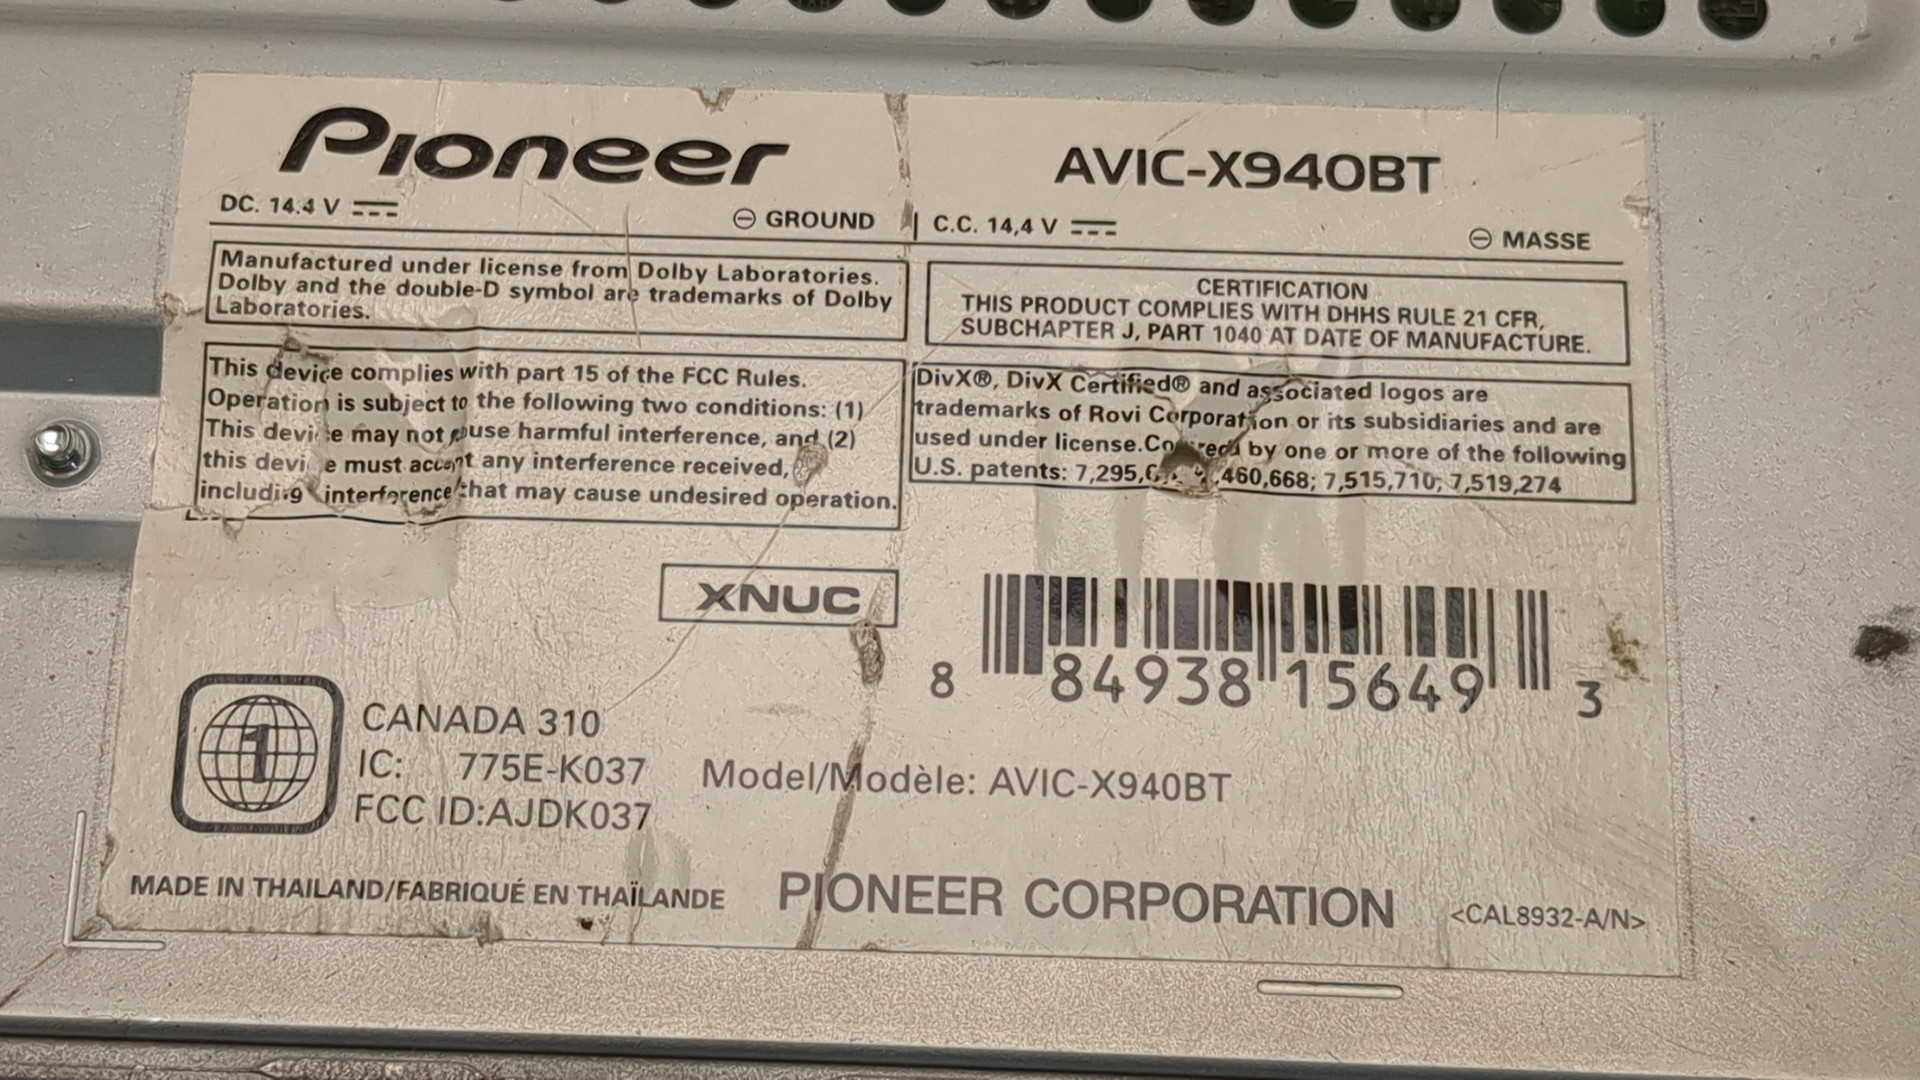 Pioneer
AVIC-X940BT
DC. 14.4 V
⊖ GROUND
C.C. 14,4 V
⊖ MASSE
Manufactured under license from Dolby Laboratories.
Dolby and the double-D symbol are trademarks of Dolby
Laboratories.
CERTIFICATION
THIS PRODUCT COMPLIES WITH DHHS RULE 21 CFR,
SUBCHAPTER J, PART 1040 AT DATE OF MANUFACTURE.
This device complies with part 15 of the FCC Rules.
Operation is subject to the following two conditions: (1)
This device may not cause harmful interference, and (2)
this device must accept any interference received,
including interference that may cause undesired operation.
DivX®, DivX Certified® and associated logos are
trademarks of Rovi Corporation or its subsidiaries and are
used under license. Covered by one or more of the following
U.S. patents: 7,295, ,460,668; 7,515,710; 7,519,274
XNUC
8 84938 15649 3
1
CANADA 310
IC: 775E-K037
FCC ID:AJDK037
Model/Modèle: AVIC-X940BT
MADE IN THAILAND/FABRIQUÉ EN THAÏLANDE
PIONEER CORPORATION
<CAL8932-A/N>